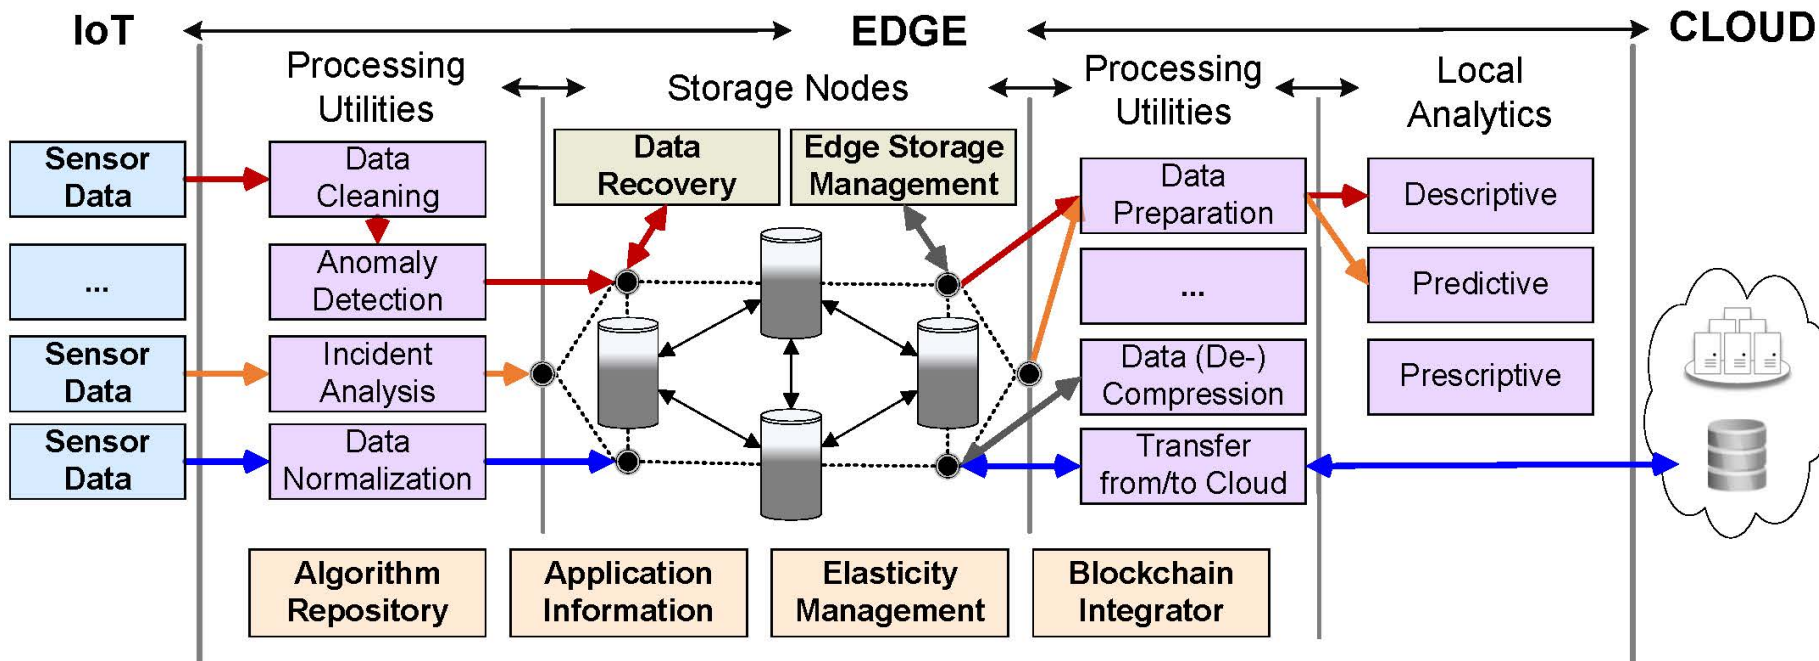 IoT
EDGE
CLOUD
Processing
Utilities
Storage Nodes
Processing
Utilities
Local
Analytics
Sensor
Data
...
Sensor
Data
Sensor
Data
Data
Cleaning
Anomaly
Detection
Incident
Analysis
Data
Normalization
Data
Recovery
Edge Storage
Management
Data
Preparation
...
Data (De-)
Compression
Transfer
from/to Cloud
Descriptive
Predictive
Prescriptive
Algorithm
Repository
Application
Information
Elasticity
Management
Blockchain
Integrator